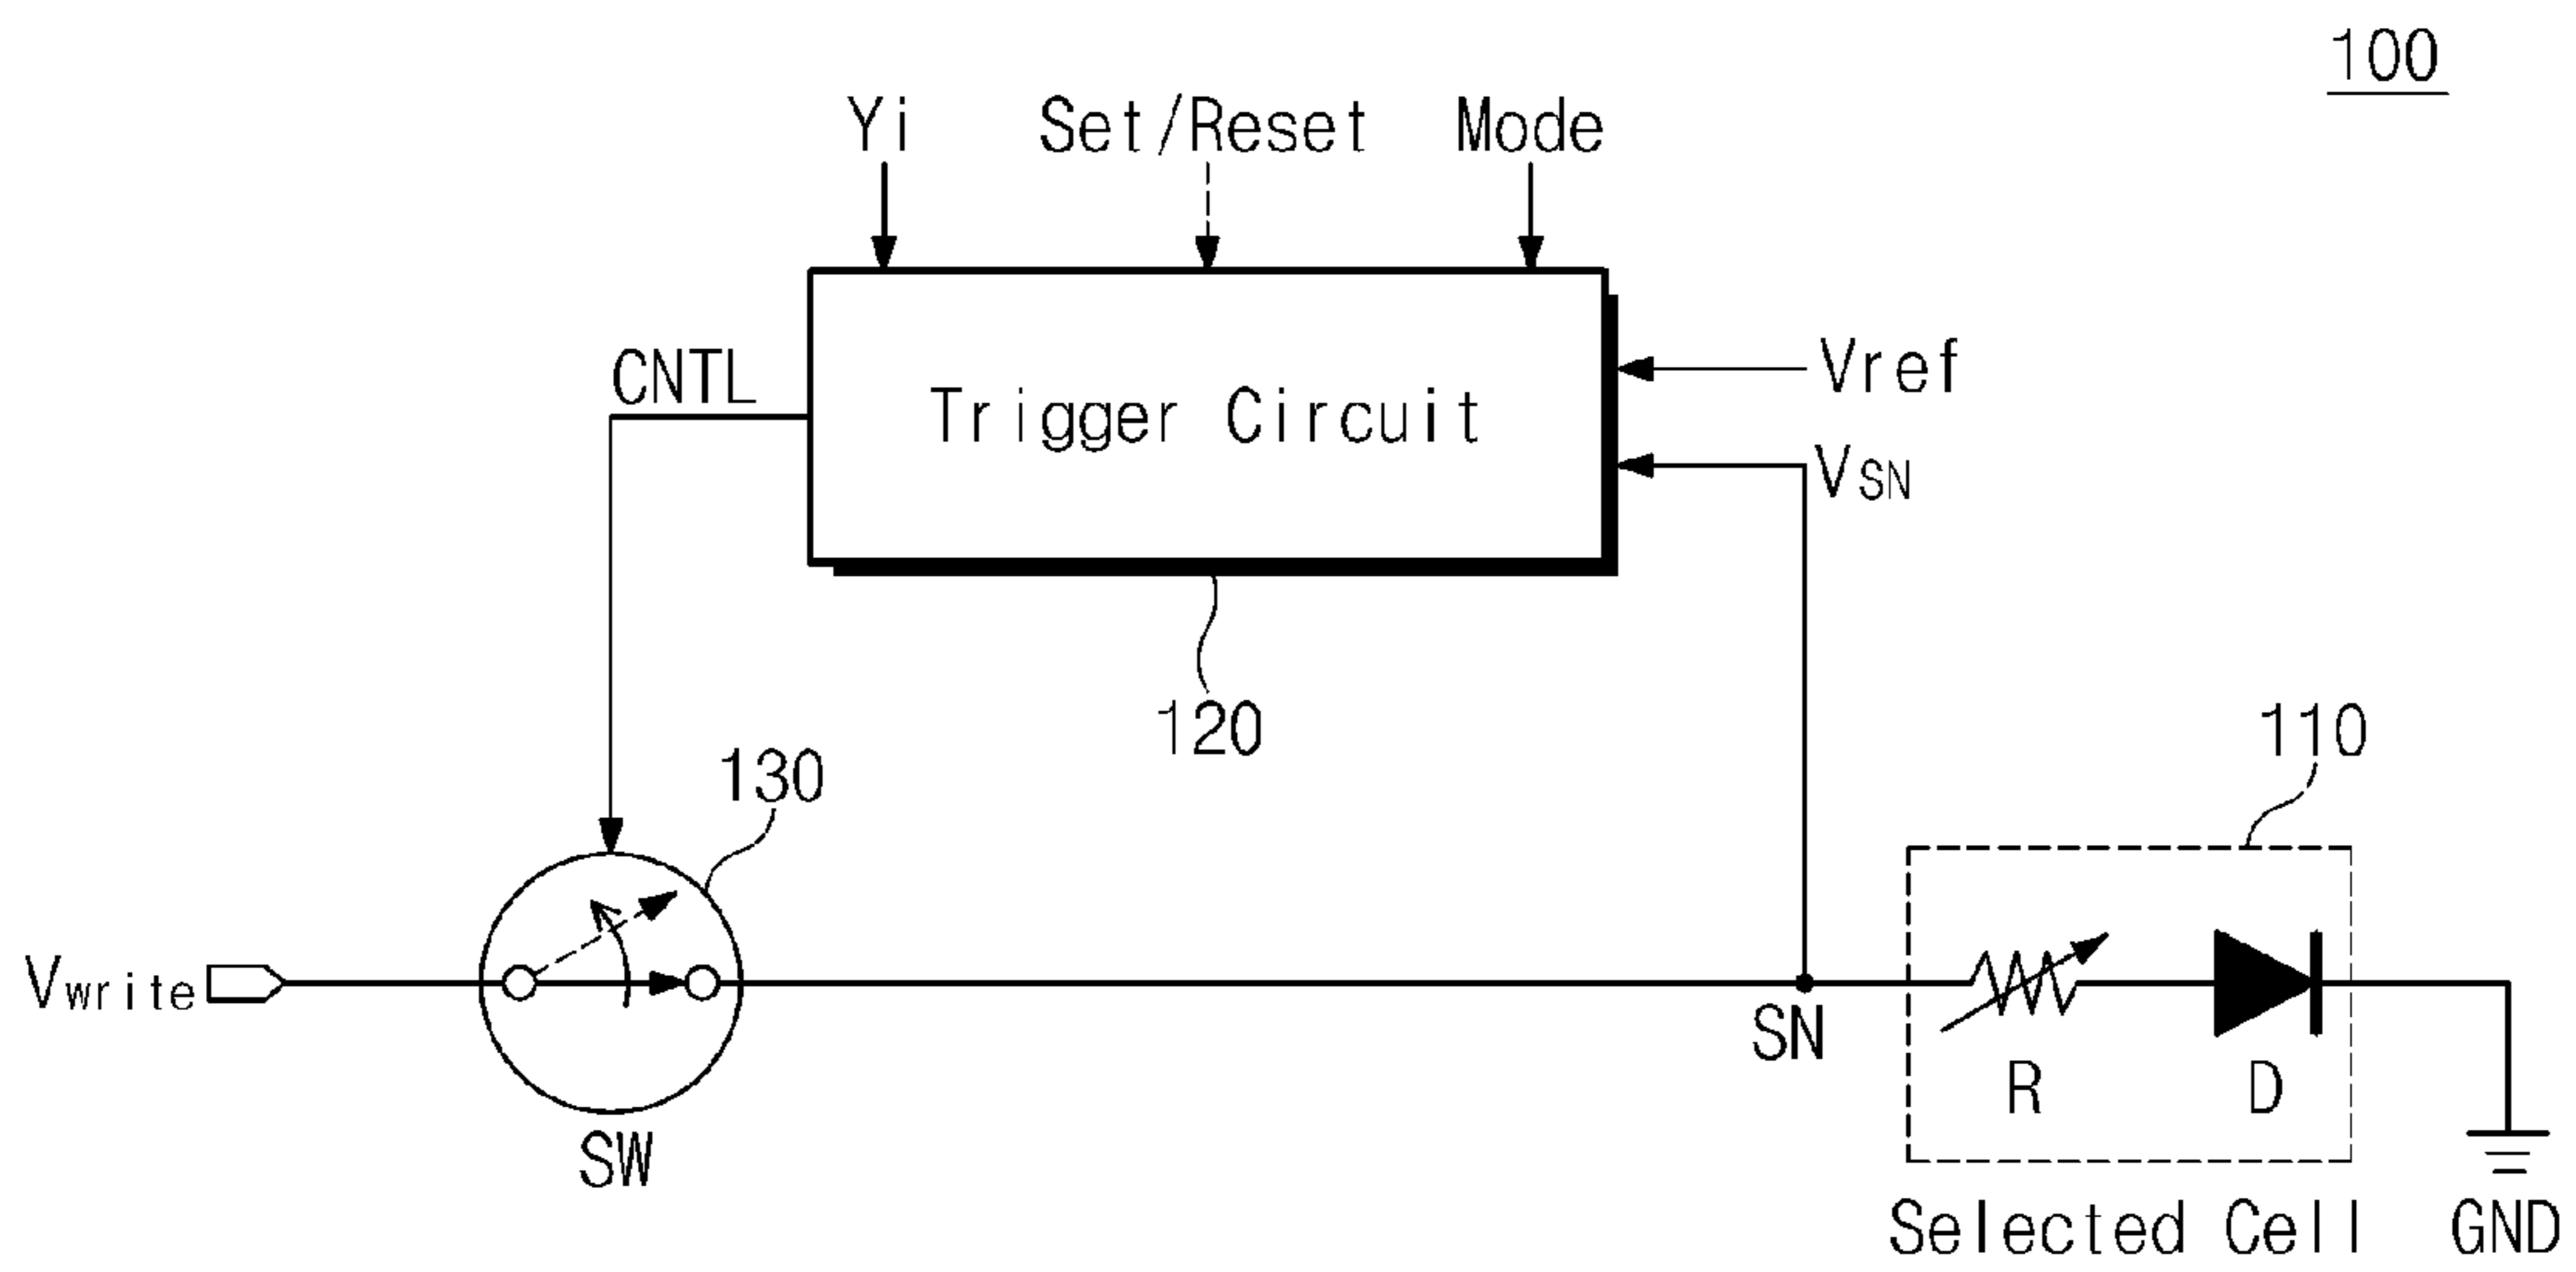 100
Yi
Set/Reset
Mode
CNTL
Trigger Circuit
Vref
VSN
120
130
110
Vwrite
SN
R
D
SW
Selected Cell
GND